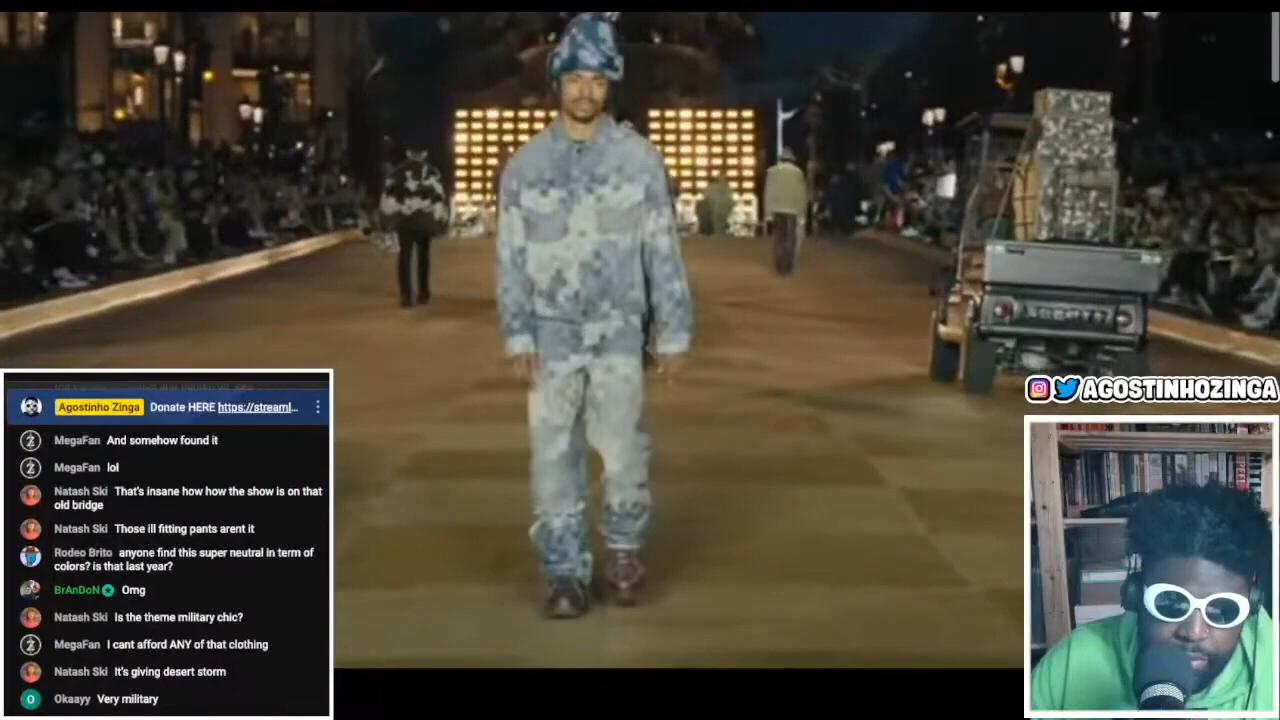 Agostinho Zinga Donate HERE https://streaml...
MegaFan And somehow found it
MegaFan lol
Natash Ski That's insane how how the show is on that
old bridge
Natash Ski Those ill fitting pants arent it
Rodeo Brito anyone find this super neutral in term of
colors? is that last year?
BrAnDoN Omg
Natash Ski Is the theme military chic?
MegaFan I cant afford ANY of that clothing
Natash Ski It's giving desert storm
O Okaayy Very military
AGOSTINHOZINGA